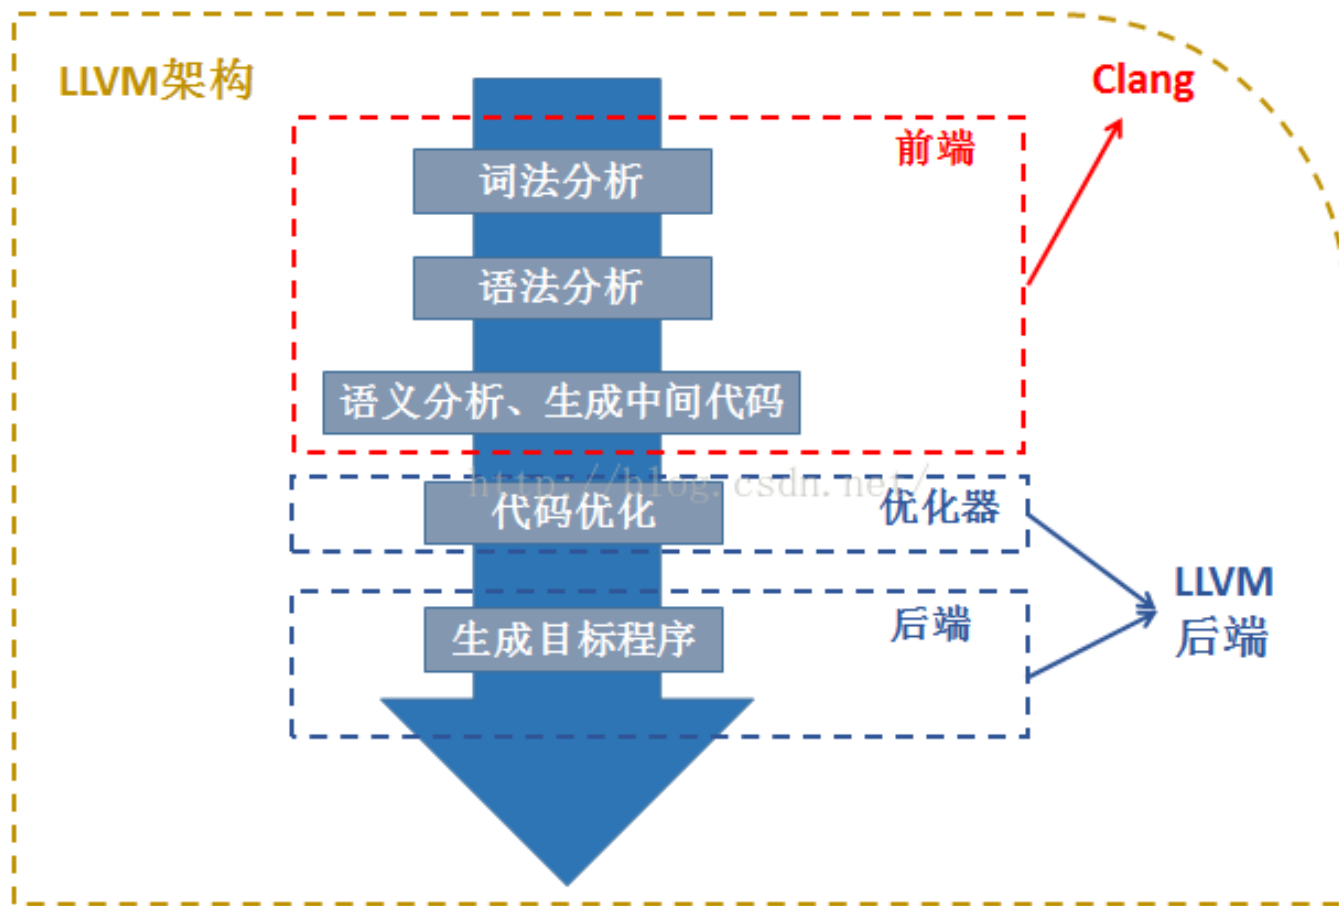 LLVM架构
Clang
前端
词法分析
语法分析
语义分析、生成中间代码
http://blog.csdn.net/
代码优化
优化器
生成目标程序
后端
LLVM
后端